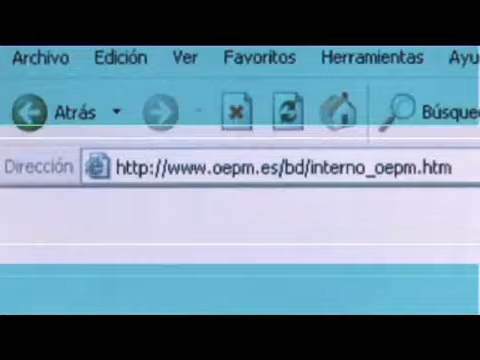 Archivo Edición Ver Favoritos Herramientas
Atrás
Dirección http://www.oepm.es/bd/interno_oepm.htm